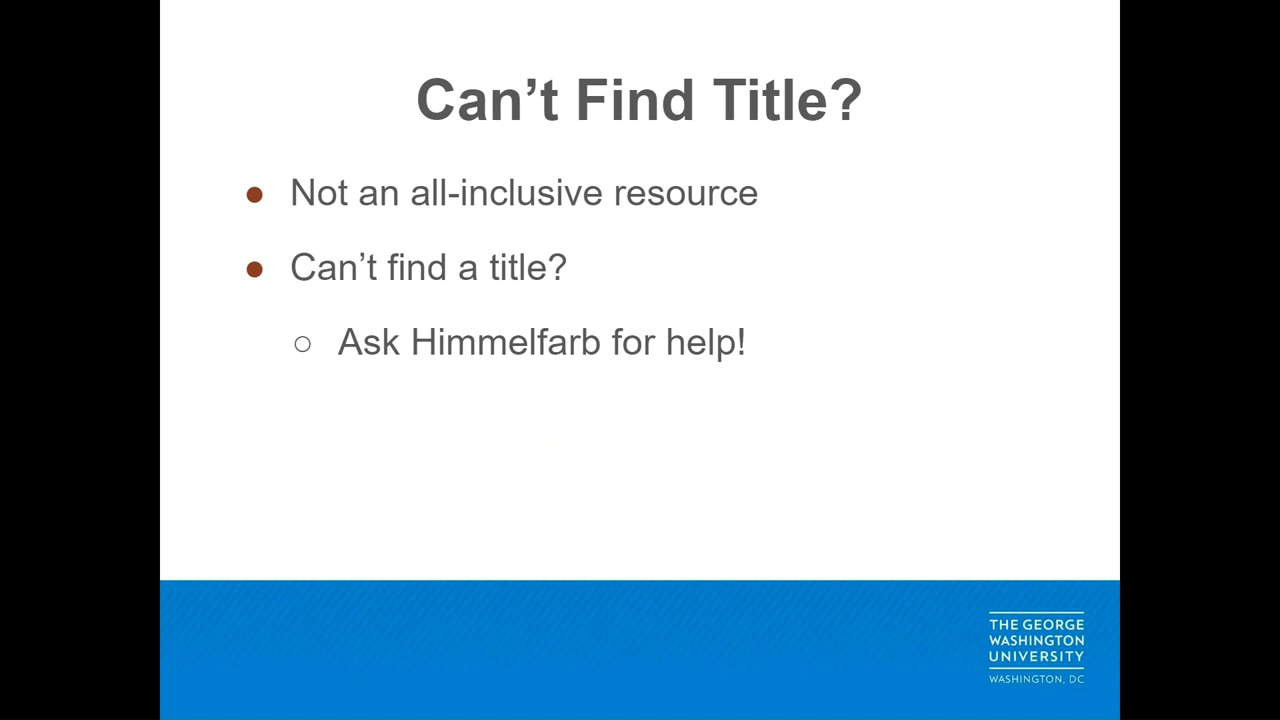 Can’t Find Title?
● Not an all-inclusive resource
● Can’t find a title?
○ Ask Himmelfarb for help!
THE GEORGE
WASHINGTON
UNIVERSITY
WASHINGTON, DC